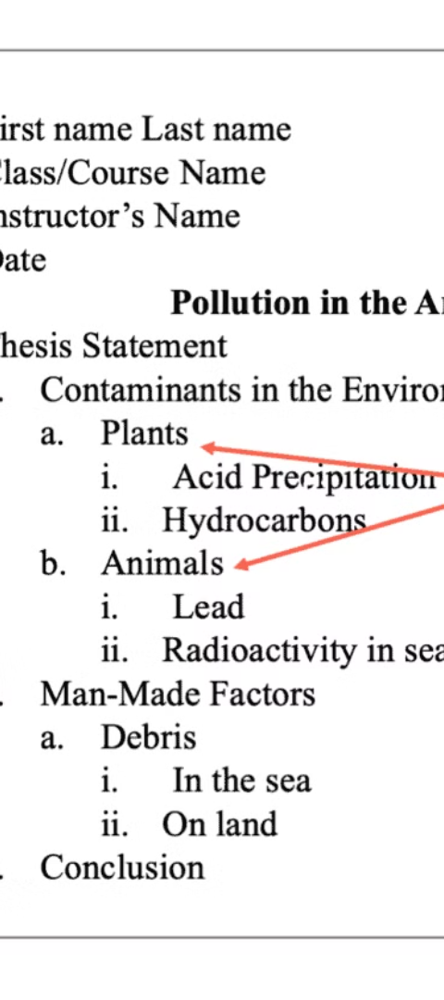 irst name Last name
lass/Course Name
nstructor's Name
ate
Pollution in the A
hesis Statement
. Contaminants in the Enviro
a. Plants
i. Acid Precipitation
ii. Hydrocarbons
b. Animals
i. Lead
ii. Radioactivity in sea
. Man-Made Factors
a. Debris
i. In the sea
ii. On land
. Conclusion